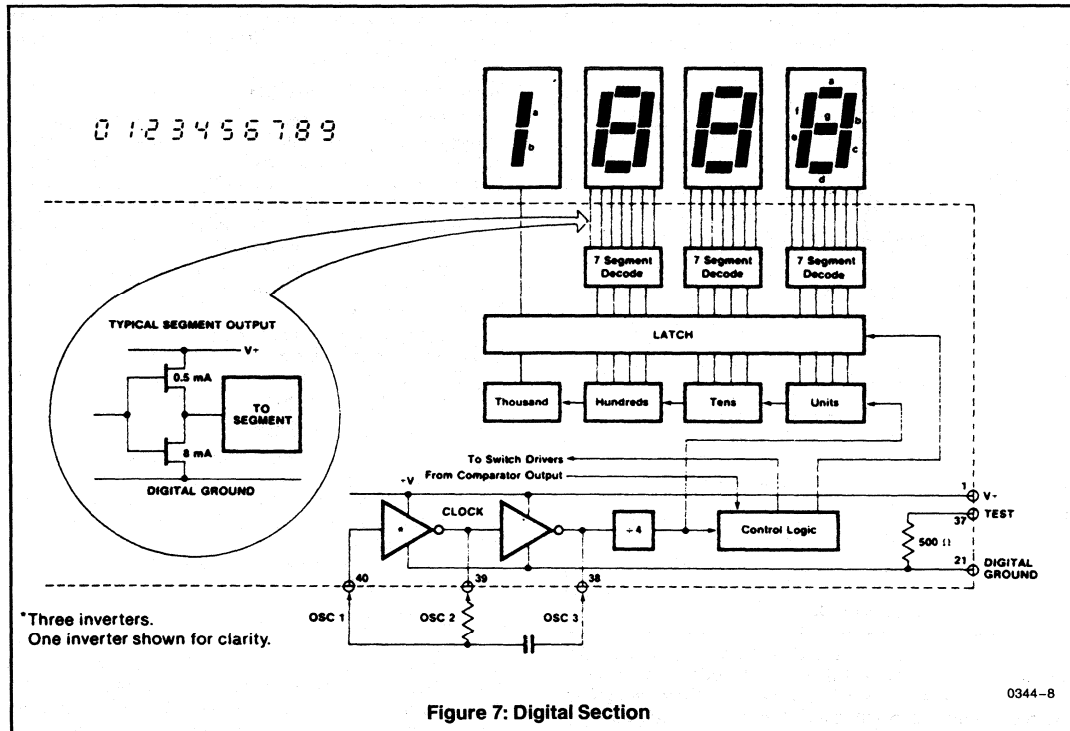 0 1 2 3 4 5 6 7 8 9
a
b
a
f
g
b
e
c
d
7 Segment
Decode
7 Segment
Decode
7 Segment
Decode
TYPICAL SEGMENT OUTPUT
V+
0.5 mA
TO
SEGMENT
8 mA
DIGITAL GROUND
LATCH
Thousand
Hundreds
Tens
Units
To Switch Drivers
From Comparator Output
+V
CLOCK
*
÷4
Control Logic
1
V+
37
TEST
500 Ω
21
DIGITAL
GROUND
40
39
38
OSC 1
OSC 2
OSC 3
*Three inverters.
One inverter shown for clarity.
0344-8
Figure 7: Digital Section